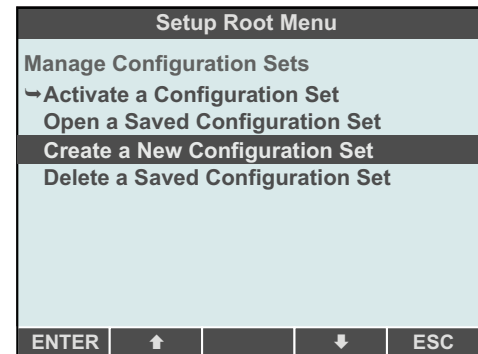 Setup Root Menu
Manage Configuration Sets
➥Activate a Configuration Set
Open a Saved Configuration Set
Create a New Configuration Set
Delete a Saved Configuration Set
ENTER ⬆ ⬇ ESC